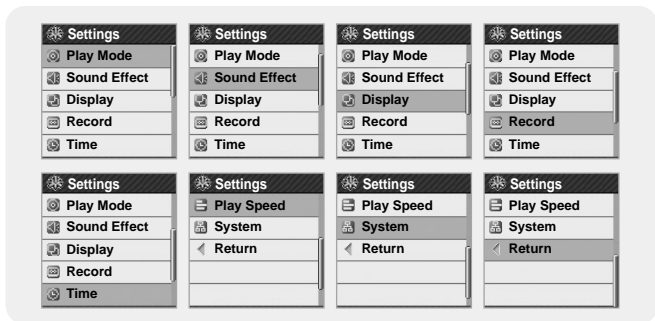 Settings
Play Mode
Sound Effect
Display
Record
Time
Settings
Play Mode
Sound Effect
Display
Record
Time
Settings
Play Mode
Sound Effect
Display
Record
Time
Settings
Play Mode
Sound Effect
Display
Record
Time
Settings
Play Mode
Sound Effect
Display
Record
Time
Settings
Play Speed
System
Return
Settings
Play Speed
System
Return
Settings
Play Speed
System
Return